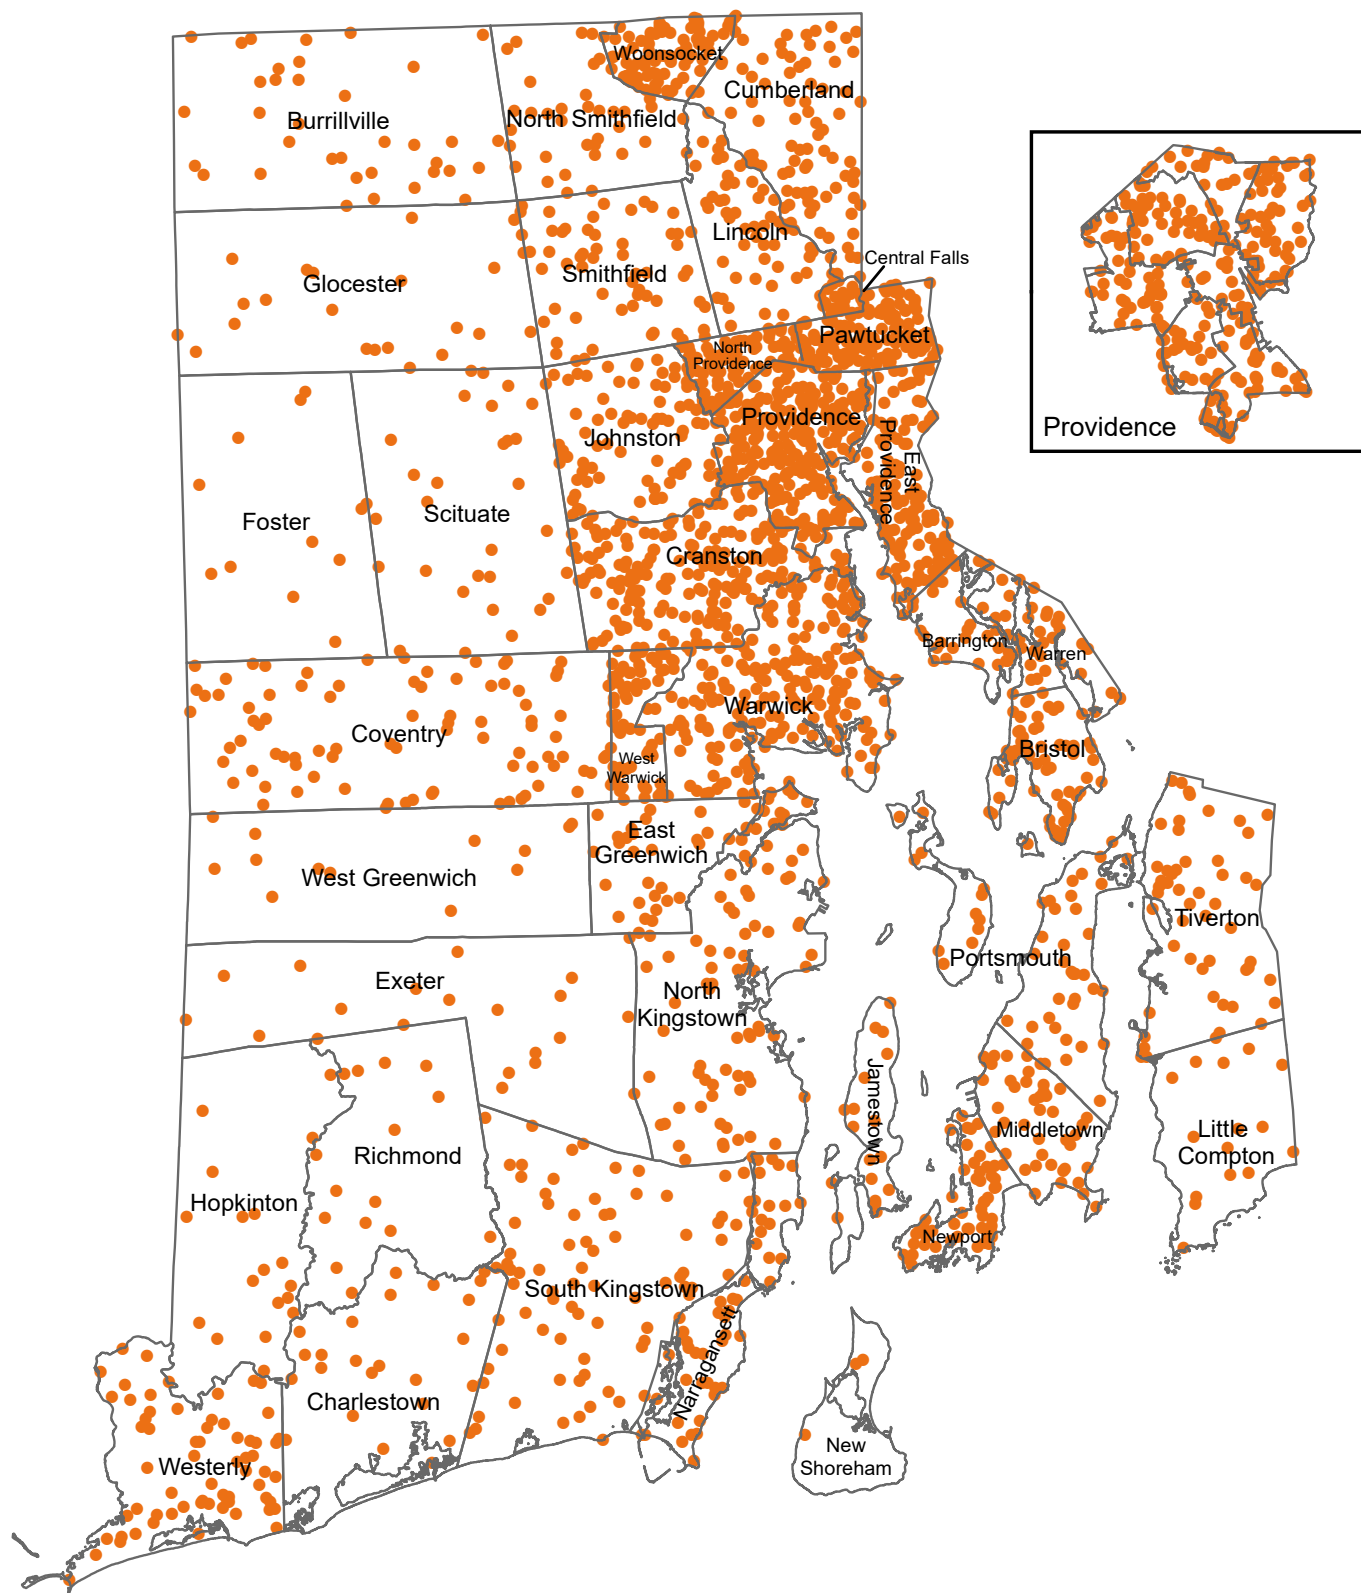 Woonsocket
Cumberland
Burrillville
North Smithfield
Lincoln
Central Falls
Glocester
Smithfield
Pawtucket
North
Providence
Providence
Johnston
East
Providence
Foster
Scituate
Cranston
Barrington
Warren
Warwick
Coventry
West
Warwick
Bristol
East
Greenwich
West Greenwich
Tiverton
Portsmouth
Exeter
North
Kingstown
Jamestown
Middletown
Little
Compton
Richmond
Hopkinton
Newport
South Kingstown
Narragansett
Charlestown
New
Shoreham
Westerly
Providence